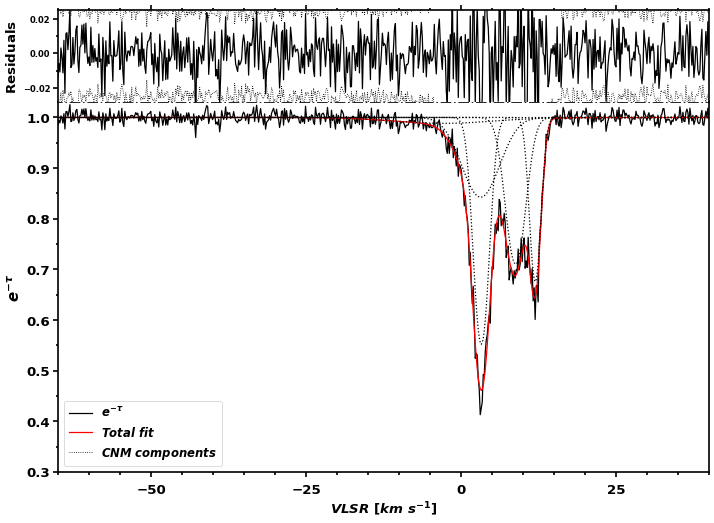 Residuals
0.02
0.00
−0.02
e^{−τ}
1.0
0.9
0.8
0.7
0.6
0.5
0.4
0.3
e^{−τ}
Total fit
CNM components
−50
−25
0
25
VLSR [km s^{−1}]